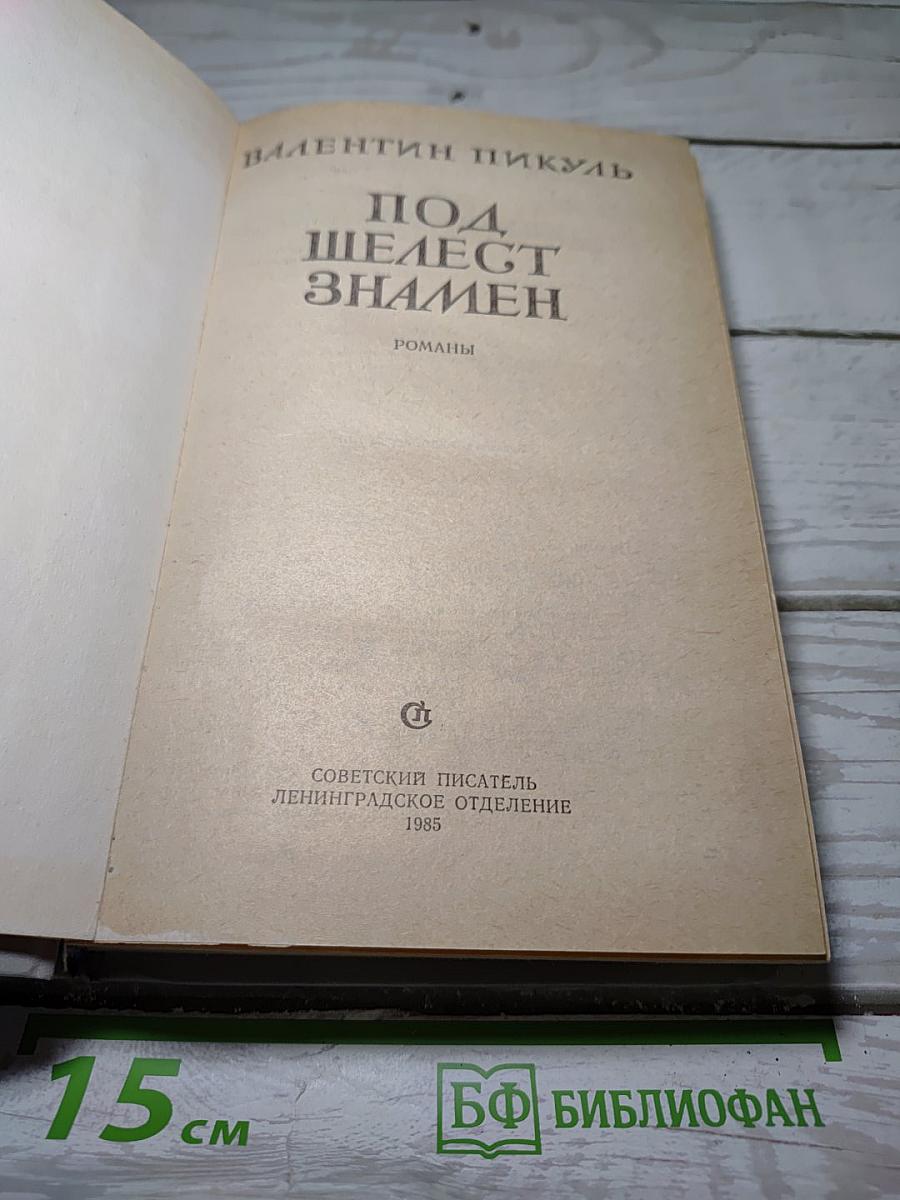 ВАЛЕНТИН ПИКУЛЬ
ПОД
ШЕЛЕСТ
ЗНАМЕН
РОМАНЫ
СП
СОВЕТСКИЙ ПИСАТЕЛЬ
ЛЕНИНГРАДСКОЕ ОТДЕЛЕНИЕ
1985
15 см
БФ БИБЛИОФАН